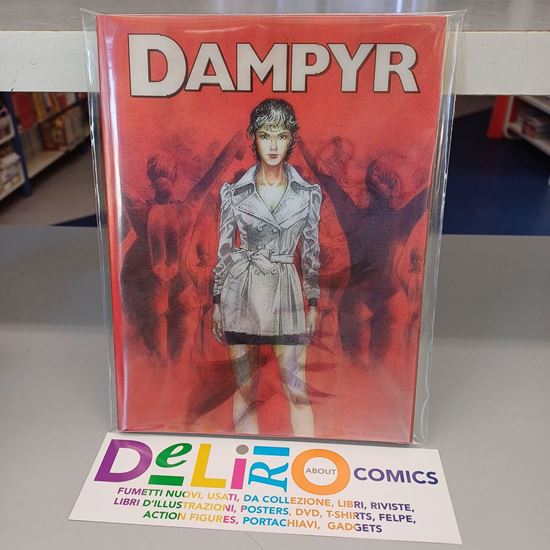 DAMPYR
DeLiRiO ABOUT COMICS
FUMETTI NUOVI, USATI, DA COLLEZIONE, LIBRI, RIVISTE,
LIBRI D'ILLUSTRAZIONI, POSTERS, DVD, T-SHIRTS, FELPE,
ACTION FIGURES, PORTACHIAVI, GADGETS